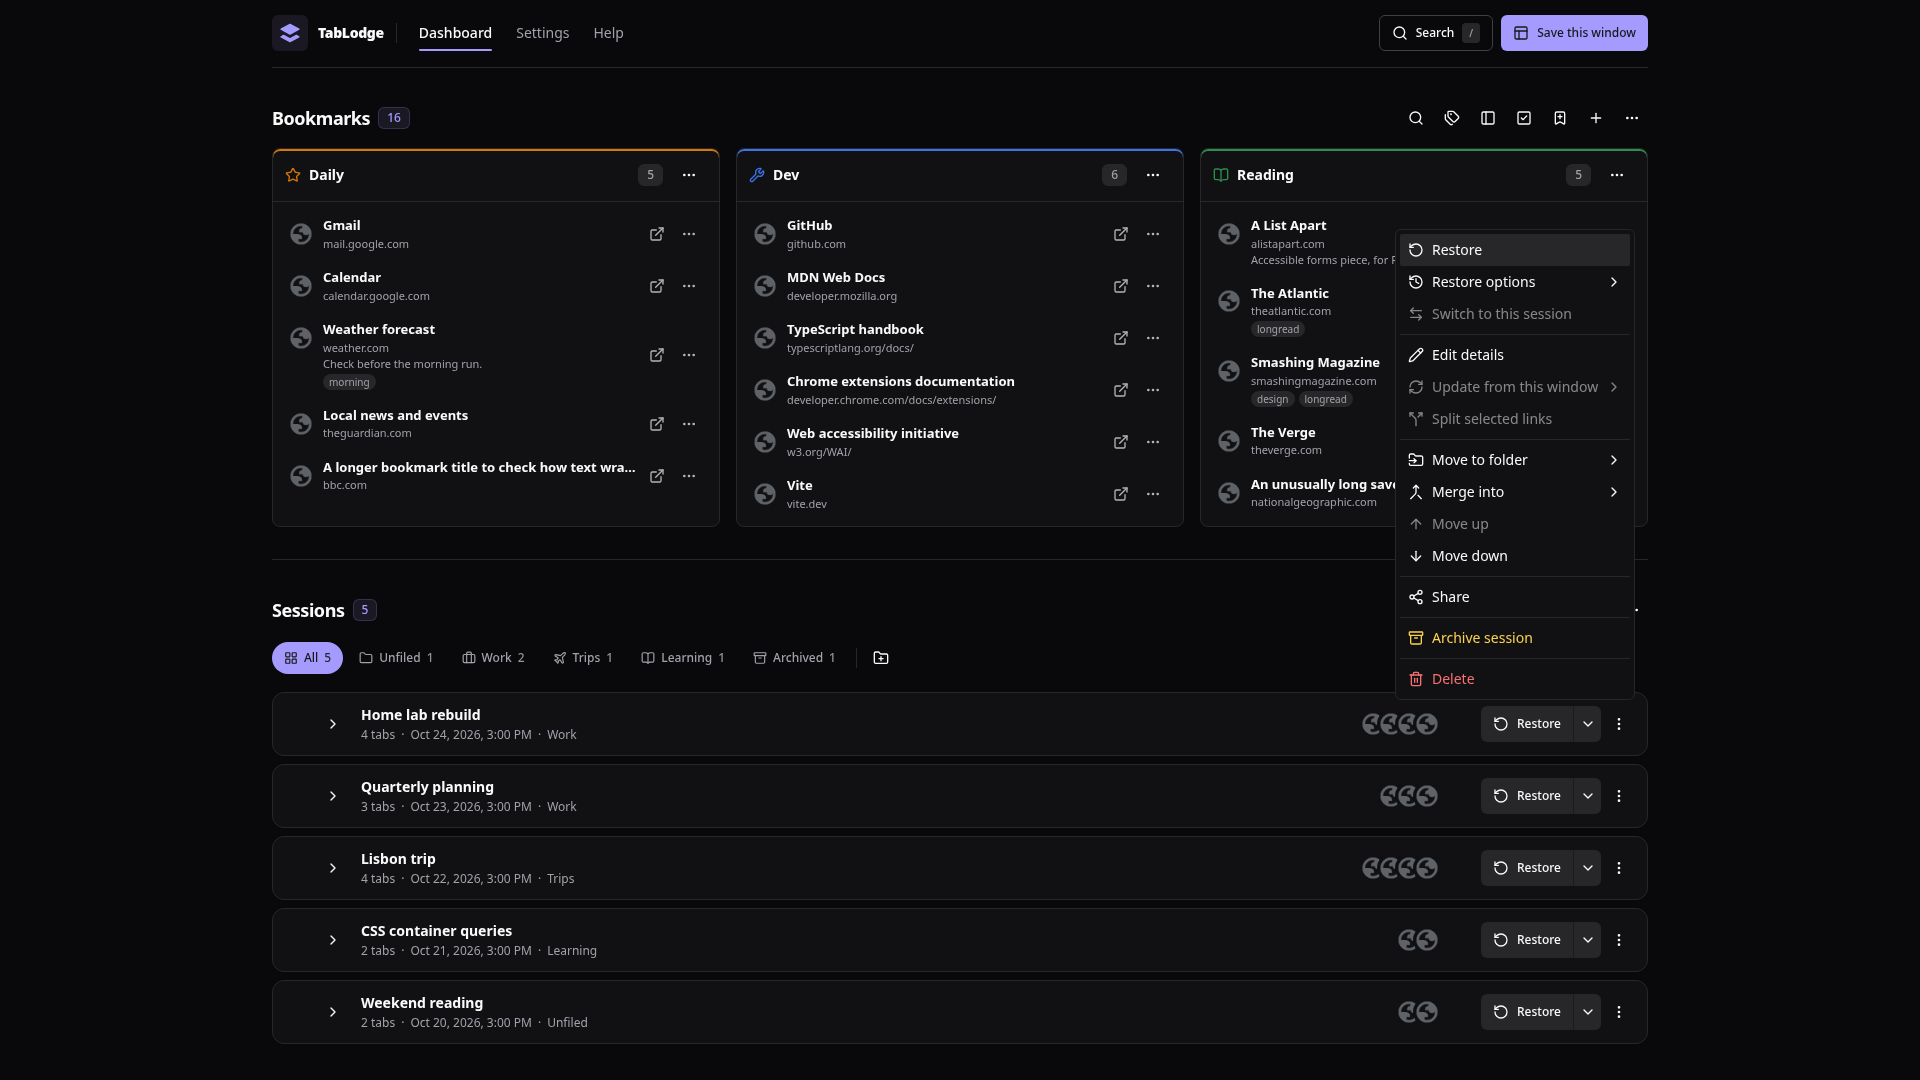 TabLodge
Dashboard
Settings
Help
Search /
Save this window
Bookmarks 16
Daily 5
Gmail
mail.google.com
Calendar
calendar.google.com
Weather forecast
weather.com
Check before the morning run.
morning
Local news and events
theguardian.com
A longer bookmark title to check how text wra...
bbc.com
Dev 6
GitHub
github.com
MDN Web Docs
developer.mozilla.org
TypeScript handbook
typescriptlang.org/docs/
Chrome extensions documentation
developer.chrome.com/docs/extensions/
Web accessibility initiative
w3.org/WAI/
Vite
vite.dev
Reading 5
A List Apart
alistapart.com
Accessible forms piece, for
The Atlantic
theatlantic.com
longread
Smashing Magazine
smashingmagazine.com
design longread
The Verge
theverge.com
An unusually long
nationalgeographic.com
Restore
Restore options
Switch to this session
Edit details
Update from this window
Split selected links
Move to folder
Merge into
Move up
Move down
Share
Archive session
Delete
Sessions 5
All 5
Unfiled 1
Work 2
Trips 1
Learning 1
Archived 1
Home lab rebuild
4 tabs · Oct 24, 2026, 3:00 PM · Work
Restore
Quarterly planning
3 tabs · Oct 23, 2026, 3:00 PM · Work
Restore
Lisbon trip
4 tabs · Oct 22, 2026, 3:00 PM · Trips
Restore
CSS container queries
2 tabs · Oct 21, 2026, 3:00 PM · Learning
Restore
Weekend reading
2 tabs · Oct 20, 2026, 3:00 PM · Unfiled
Restore